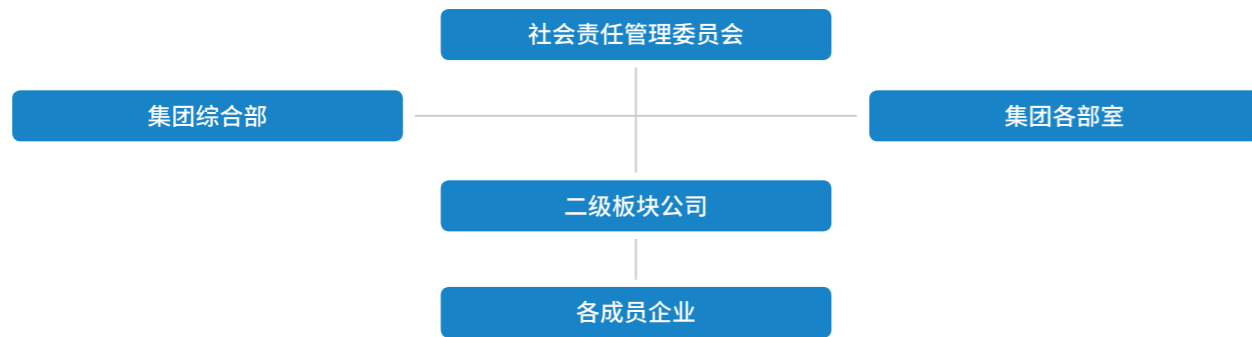 社会责任管理委员会
集团综合部
集团各部室
二级板块公司
各成员企业